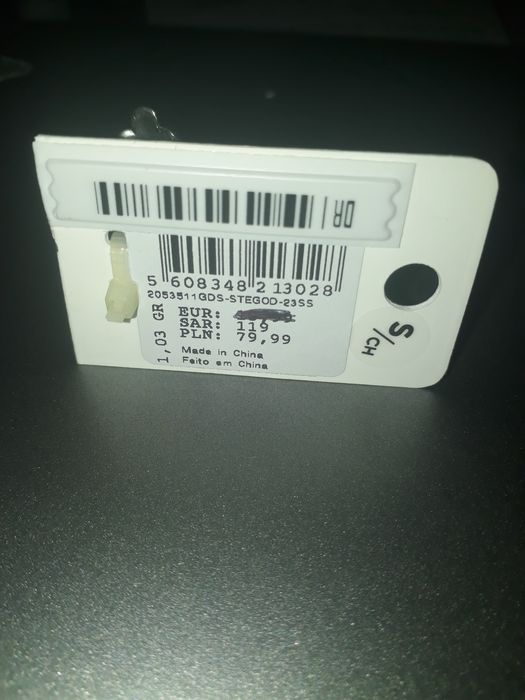 DR
5 608348 213028
2053511GDS-STEGOD-23SS
EUR:
SAR: 119
PLN: 79,99
1,03 GR
Made in China
Feito em China
S/CH